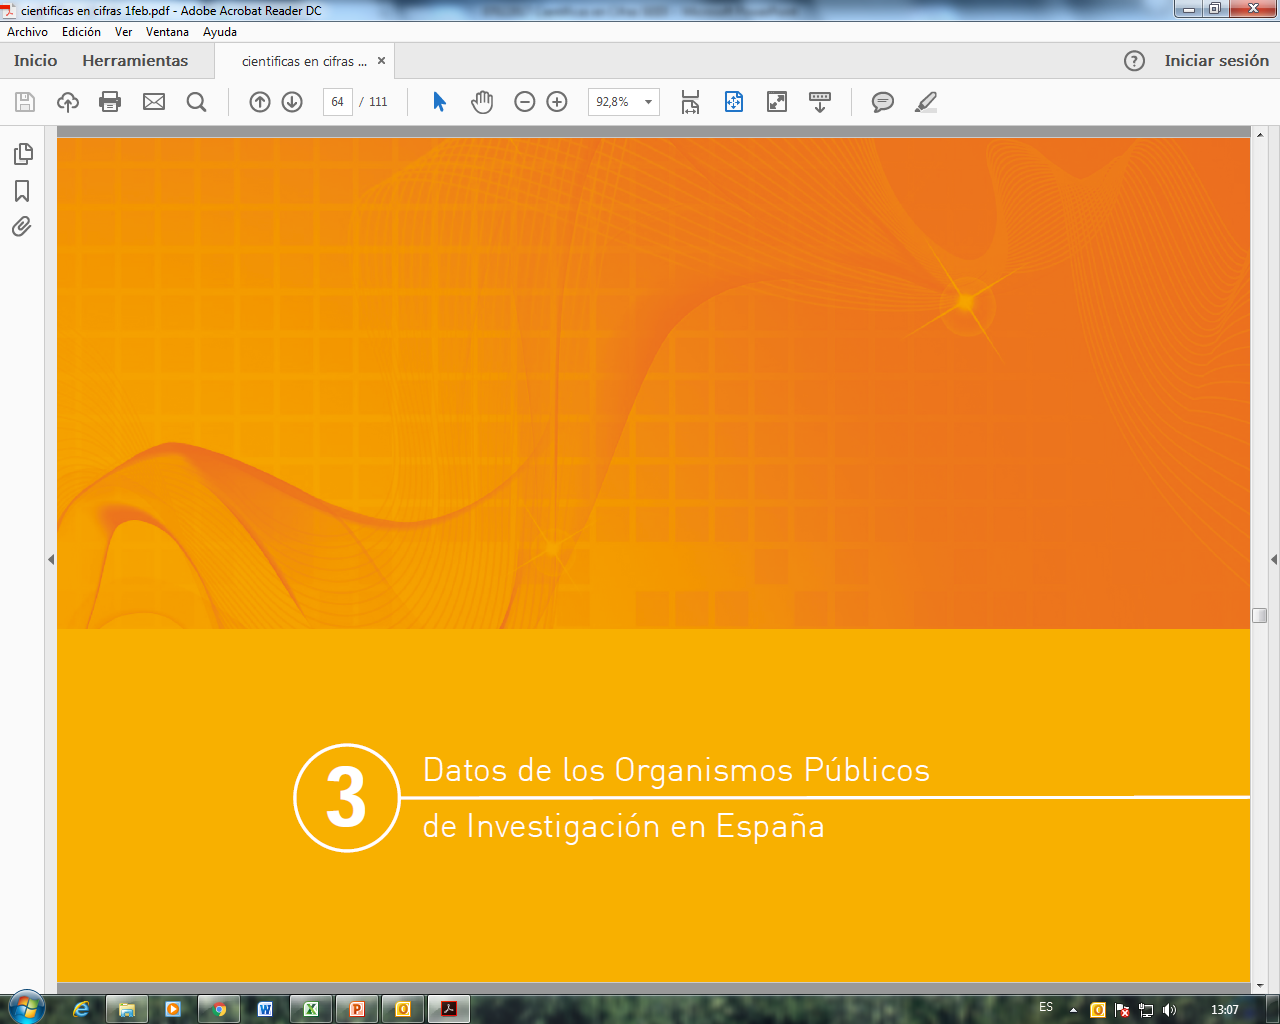 cientificas en cifras 1feb.pdf - Adobe Acrobat Reader DC
Archivo Edición Ver Ventana Ayuda
Inicio Herramientas cientificas en cifras ... × ? Iniciar sesión
64 / 111 92,8%
3
Datos de los Organismos Públicos
de Investigación en España
ES 13:07